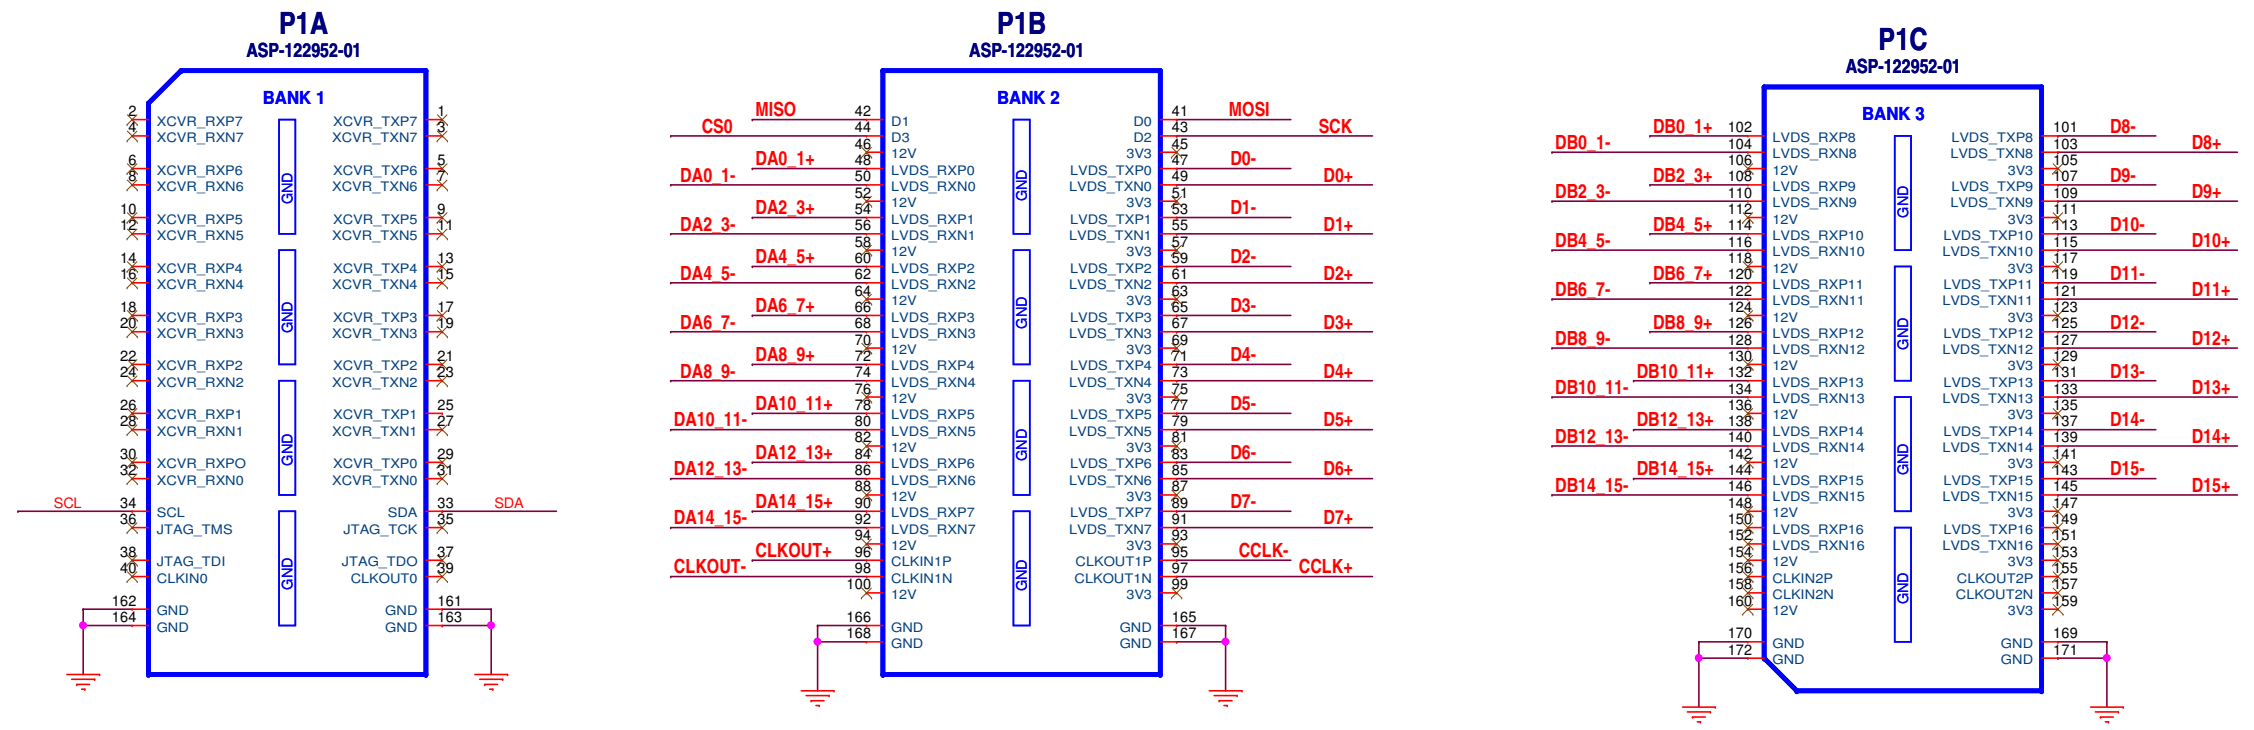 P1A
ASP-122952-01
BANK 1
2 XCVR_RXP7 XCVR_TXP7 1
4 XCVR_RXN7 XCVR_TXN7 3
6 XCVR_RXP6 XCVR_TXP6 5
8 XCVR_RXN6 XCVR_TXN6 7
10 XCVR_RXP5 XCVR_TXP5 9
12 XCVR_RXN5 XCVR_TXN5 11
14 XCVR_RXP4 XCVR_TXP4 13
16 XCVR_RXN4 XCVR_TXN4 15
18 XCVR_RXP3 XCVR_TXP3 17
20 XCVR_RXN3 XCVR_TXN3 19
22 XCVR_RXP2 XCVR_TXP2 21
24 XCVR_RXN2 XCVR_TXN2 23
26 XCVR_RXP1 XCVR_TXP1 25
28 XCVR_RXN1 XCVR_TXN1 27
30 XCVR_RXPO XCVR_TXP0 29
32 XCVR_RXN0 XCVR_TXN0 31
SCL 34 SCL SDA 33 SDA
36 JTAG_TMS JTAG_TCK 35
38 JTAG_TDI JTAG_TDO 37
40 CLKIN0 CLKOUT0 39
162 GND GND 161
164 GND GND 163
GND
GND
GND
GND
P1B
ASP-122952-01
BANK 2
MISO 42 D1 D0 41 MOSI
CS0 44 D3 D2 43 SCK
46 12V 3V3 45
DA0_1+ 48 LVDS_RXP0 LVDS_TXP0 47 D0-
DA0_1- 50 LVDS_RXN0 LVDS_TXN0 49 D0+
52 12V 3V3 51
DA2_3+ 54 LVDS_RXP1 LVDS_TXP1 53 D1-
DA2_3- 56 LVDS_RXN1 LVDS_TXN1 55 D1+
58 12V 3V3 57
DA4_5+ 60 LVDS_RXP2 LVDS_TXP2 59 D2-
DA4_5- 62 LVDS_RXN2 LVDS_TXN2 61 D2+
64 12V 3V3 63
DA6_7+ 66 LVDS_RXP3 LVDS_TXP3 65 D3-
DA6_7- 68 LVDS_RXN3 LVDS_TXN3 67 D3+
70 12V 3V3 69
DA8_9+ 72 LVDS_RXP4 LVDS_TXP4 71 D4-
DA8_9- 74 LVDS_RXN4 LVDS_TXN4 73 D4+
76 12V 3V3 75
DA10_11+ 78 LVDS_RXP5 LVDS_TXP5 77 D5-
DA10_11- 80 LVDS_RXN5 LVDS_TXN5 79 D5+
82 12V 3V3 81
DA12_13+ 84 LVDS_RXP6 LVDS_TXP6 83 D6-
DA12_13- 86 LVDS_RXN6 LVDS_TXN6 85 D6+
88 12V 3V3 87
DA14_15+ 90 LVDS_RXP7 LVDS_TXP7 89 D7-
DA14_15- 92 LVDS_RXN7 LVDS_TXN7 91 D7+
94 12V 3V3 93
CLKOUT+ 96 CLKIN1P CLKOUT1P 95 CCLK-
CLKOUT- 98 CLKIN1N CLKOUT1N 97 CCLK+
100 12V 3V3 99
166 GND GND 165
168 GND GND 167
GND
GND
GND
GND
P1C
ASP-122952-01
BANK 3
DB0_1+ 102 LVDS_RXP8 LVDS_TXP8 101 D8-
DB0_1- 104 LVDS_RXN8 LVDS_TXN8 103 D8+
106 12V 3V3 105
DB2_3+ 108 LVDS_RXP9 LVDS_TXP9 107 D9-
DB2_3- 110 LVDS_RXN9 LVDS_TXN9 109 D9+
112 12V 3V3 111
DB4_5+ 114 LVDS_RXP10 LVDS_TXP10 113 D10-
DB4_5- 116 LVDS_RXN10 LVDS_TXN10 115 D10+
118 12V 3V3 117
DB6_7+ 120 LVDS_RXP11 LVDS_TXP11 119 D11-
DB6_7- 122 LVDS_RXN11 LVDS_TXN11 121 D11+
124 12V 3V3 123
DB8_9+ 126 LVDS_RXP12 LVDS_TXP12 125 D12-
DB8_9- 128 LVDS_RXN12 LVDS_TXN12 127 D12+
130 12V 3V3 129
DB10_11+ 132 LVDS_RXP13 LVDS_TXP13 131 D13-
DB10_11- 134 LVDS_RXN13 LVDS_TXN13 133 D13+
136 12V 3V3 135
DB12_13+ 138 LVDS_RXP14 LVDS_TXP14 137 D14-
DB12_13- 140 LVDS_RXN14 LVDS_TXN14 139 D14+
142 12V 3V3 141
DB14_15+ 144 LVDS_RXP15 LVDS_TXP15 143 D15-
DB14_15- 146 LVDS_RXN15 LVDS_TXN15 145 D15+
148 12V 3V3 147
150 LVDS_RXP16 LVDS_TXP16 149
152 LVDS_RXN16 LVDS_TXN16 151
154 12V 3V3 153
156 CLKIN2P CLKOUT2P 155
158 CLKIN2N CLKOUT2N 157
160 12V 3V3 159
170 GND GND 169
172 GND GND 171
GND
GND
GND
GND